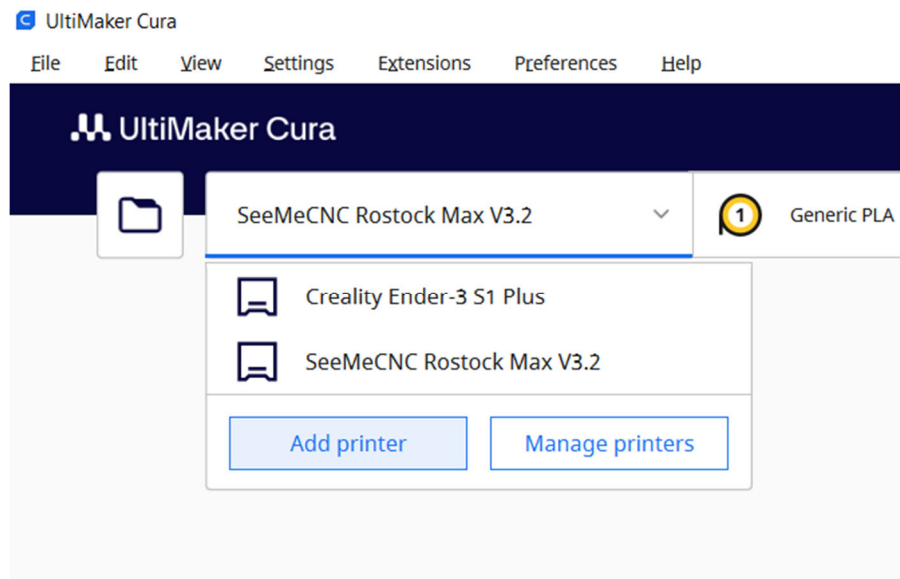 UltiMaker Cura
File Edit View Settings Extensions Preferences Help
UltiMaker Cura
SeeMeCNC Rostock Max V3.2
1 Generic PLA
Creality Ender-3 S1 Plus
SeeMeCNC Rostock Max V3.2
Add printer Manage printers